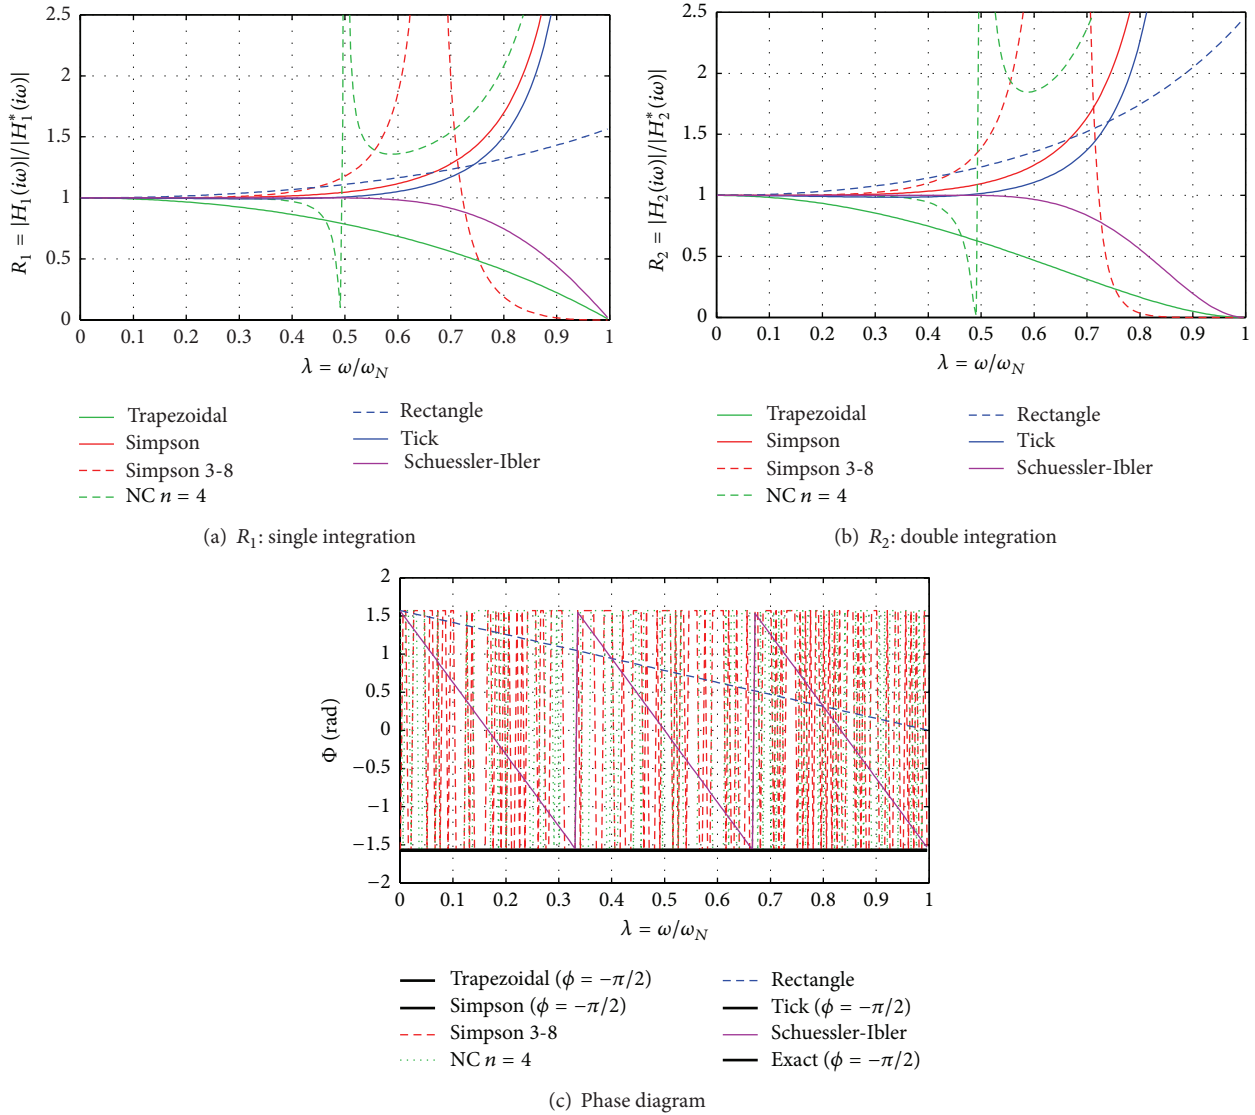 2.5
2
1.5
1
0.5
0
R₁ = |H₁(iω)|/|H₁*(iω)|
0 0.1 0.2 0.3 0.4 0.5 0.6 0.7 0.8 0.9 1
λ = ω/ω_N
Trapezoidal
Simpson
Simpson 3-8
NC n = 4
Rectangle
Tick
Schuessler-Ibler
(a) R₁: single integration
2.5
2
1.5
1
0.5
0
R₂ = |H₂(iω)|/|H₂*(iω)|
0 0.1 0.2 0.3 0.4 0.5 0.6 0.7 0.8 0.9 1
λ = ω/ω_N
Trapezoidal
Simpson
Simpson 3-8
NC n = 4
Rectangle
Tick
Schuessler-Ibler
(b) R₂: double integration
2
1.5
1
0.5
0
−0.5
−1
−1.5
−2
Φ (rad)
0 0.1 0.2 0.3 0.4 0.5 0.6 0.7 0.8 0.9 1
λ = ω/ω_N
Trapezoidal (ϕ = −π/2)
Simpson (ϕ = −π/2)
Simpson 3-8
NC n = 4
Rectangle
Tick (ϕ = −π/2)
Schuessler-Ibler
Exact (ϕ = −π/2)
(c) Phase diagram